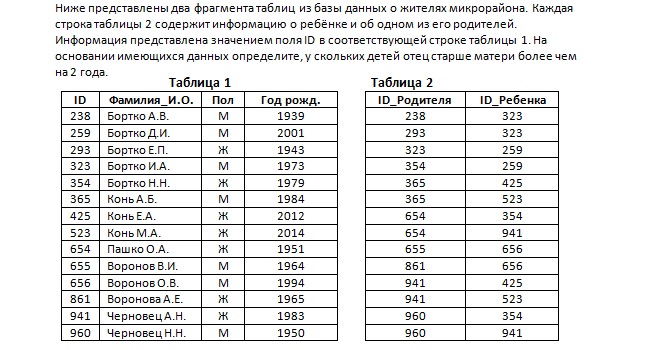 Ниже представлены два фрагмента таблиц из базы данных о жителях микрорайона. Каждая
строка таблицы 2 содержит информацию о ребёнке и об одном из его родителей.
Информация представлена значением поля ID в соответствующей строке таблицы 1. На
основании имеющихся данных определите, у скольких детей отец старше матери более чем
на 2 года.
Таблица 1
ID Фамилия_И.О. Пол Год рожд.
238 Бортко А.В. М 1939
259 Бортко Д.И. М 2001
293 Бортко Е.П. Ж 1943
323 Бортко И.А. М 1973
354 Бортко Н.Н. Ж 1979
365 Конь А.Б. М 1984
425 Конь Е.А. Ж 2012
523 Конь М.А. Ж 2014
654 Пашко О.А. Ж 1951
655 Воронов В.И. М 1964
656 Воронов О.В. М 1994
861 Воронова А.Е. Ж 1965
941 Черновец А.Н. Ж 1983
960 Черновец Н.Н. М 1950
Таблица 2
ID_Родителя ID_Ребенка
238 323
293 323
323 259
354 259
365 425
365 523
654 354
654 941
655 656
861 656
941 425
941 523
960 354
960 941